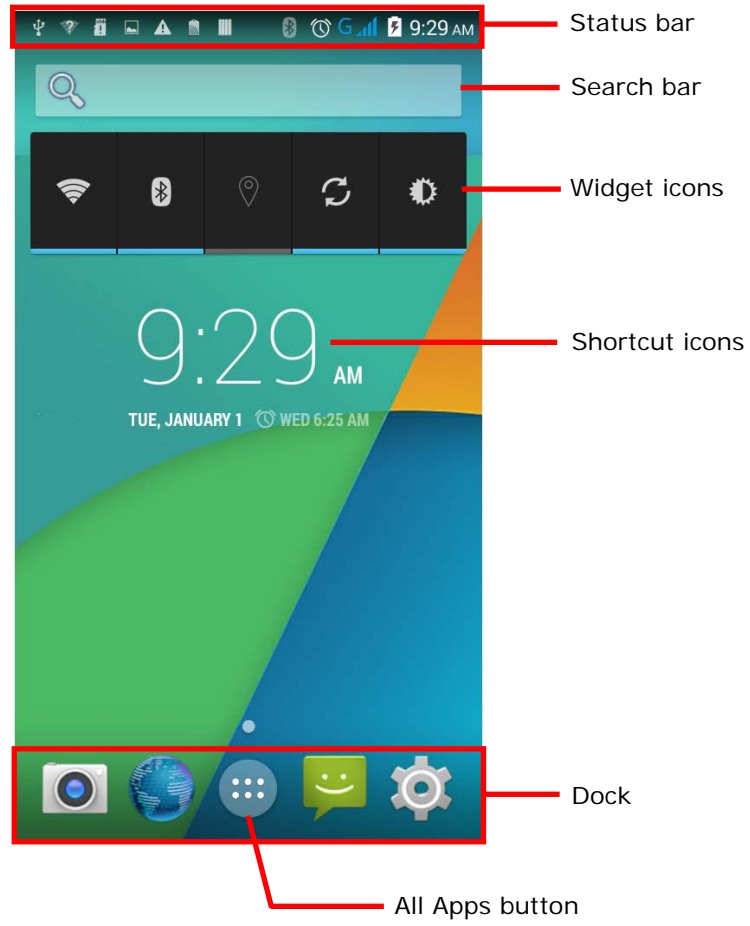 9:29 AM
Status bar
Search bar
Widget icons
9:29 AM
Shortcut icons
TUE, JANUARY 1 WED 6:25 AM
Dock
All Apps button